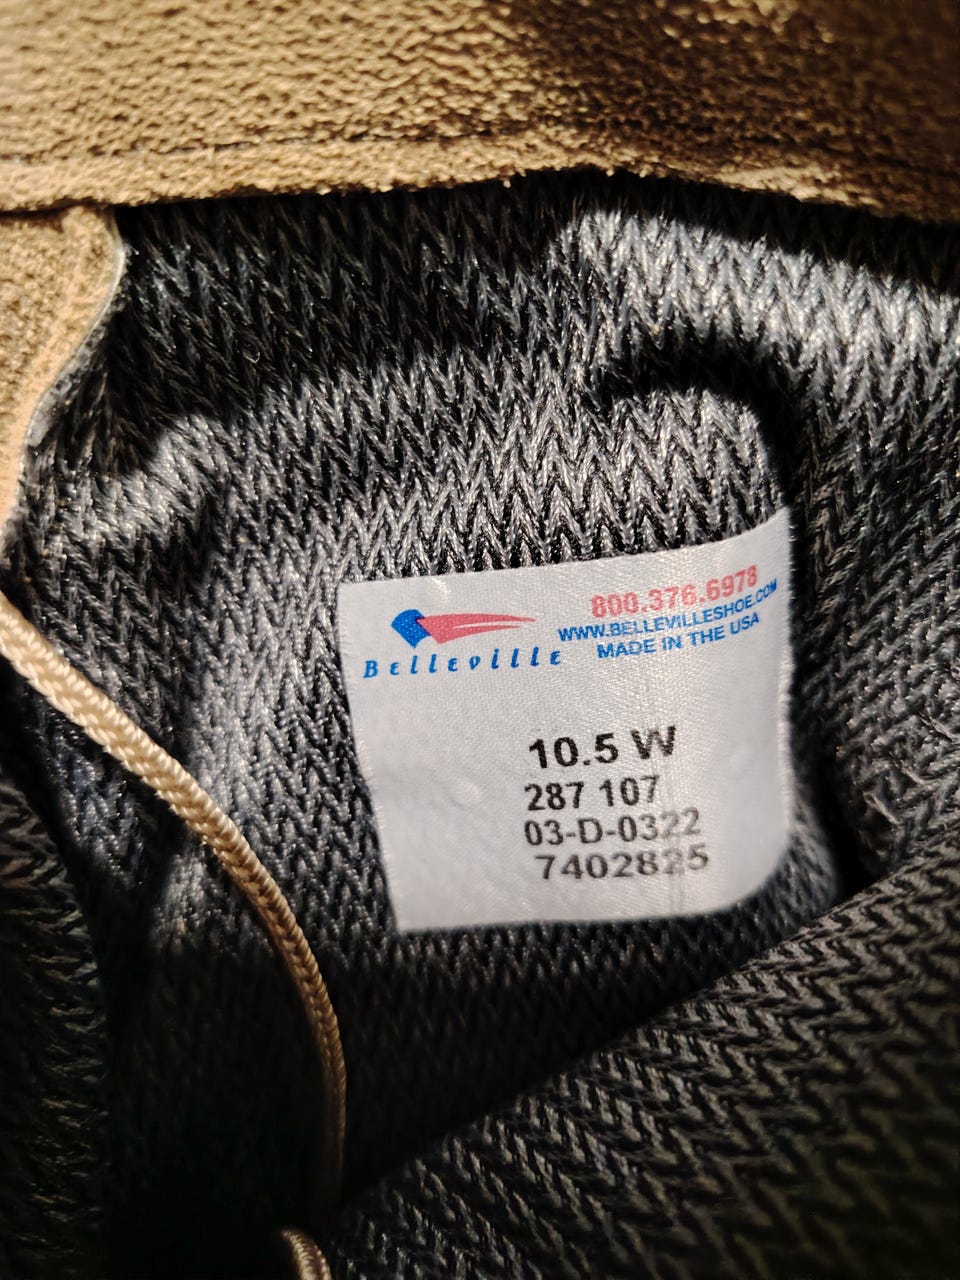 Belleville
800.376.6978
WWW.BELLEVILLESHOE.COM
MADE IN THE USA
10.5 W
287 107
03-D-0322
7402825